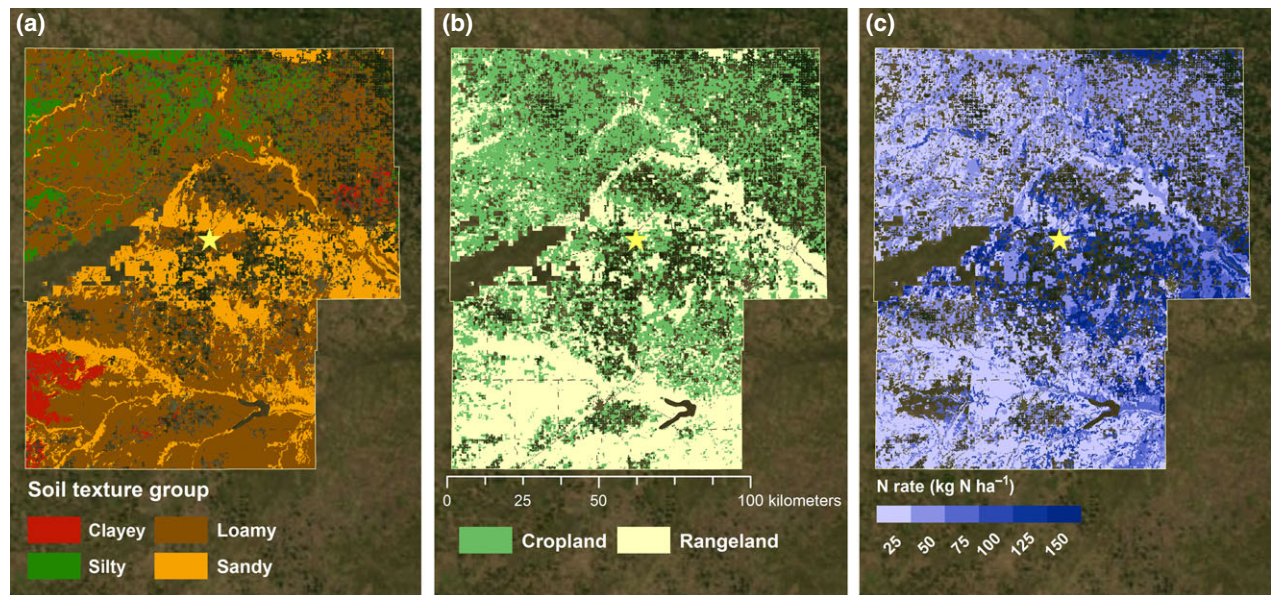 (a)
Soil texture group
Clayey
Loamy
Silty
Sandy
(b)
0 25 50 100 kilometers
Cropland
Rangeland
(c)
N rate (kg N ha⁻¹)
25 50 75 100 125 150